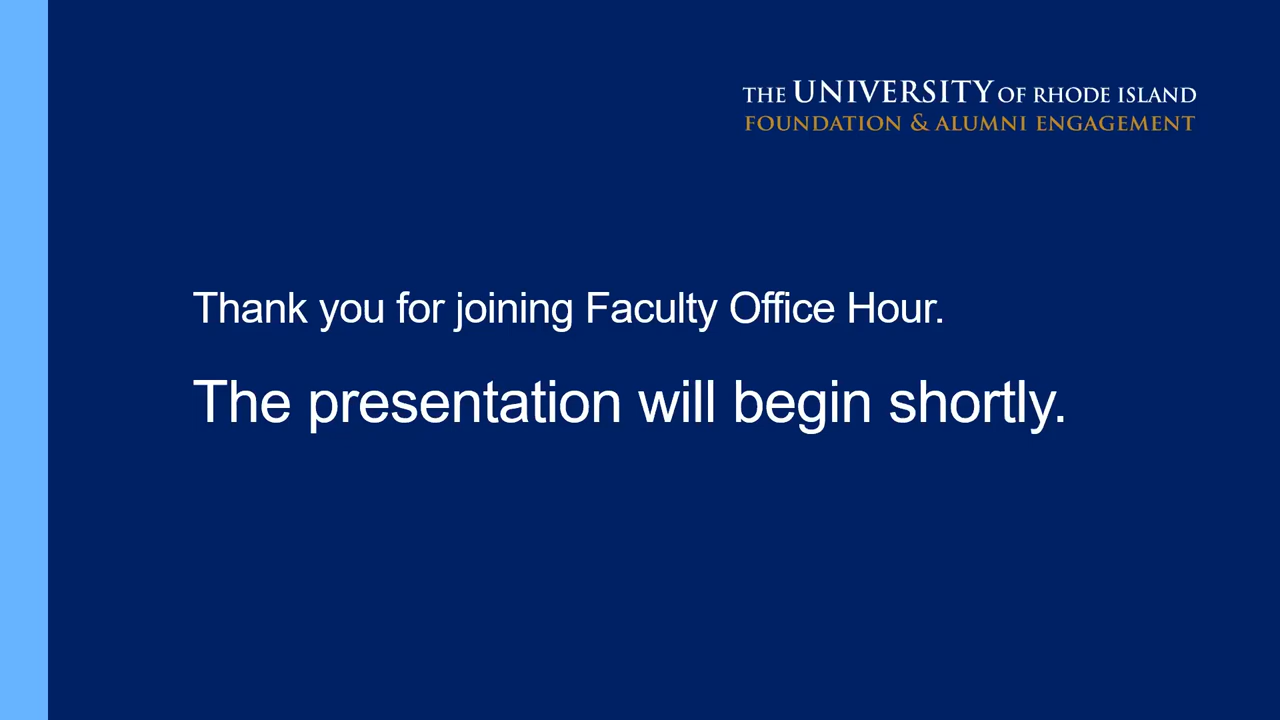 THE UNIVERSITY OF RHODE ISLAND
FOUNDATION & ALUMNI ENGAGEMENT
Thank you for joining Faculty Office Hour.
The presentation will begin shortly.